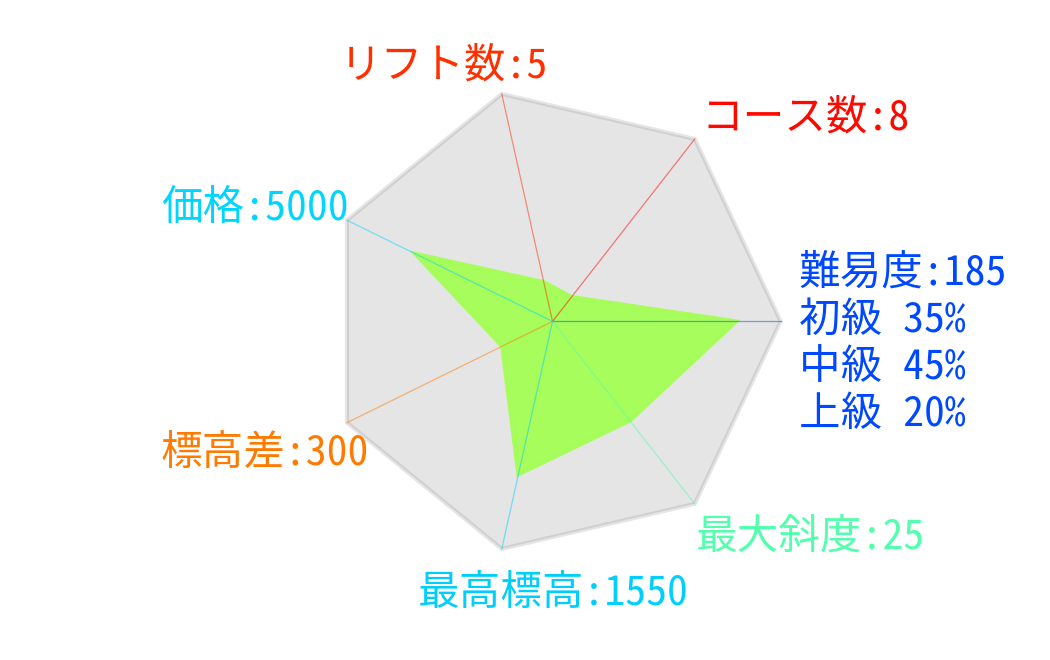 リフト数:5
コース数:8
価格:5000
難易度:185
初級 35%
中級 45%
上級 20%
標高差:300
最大斜度:25
最高標高:1550